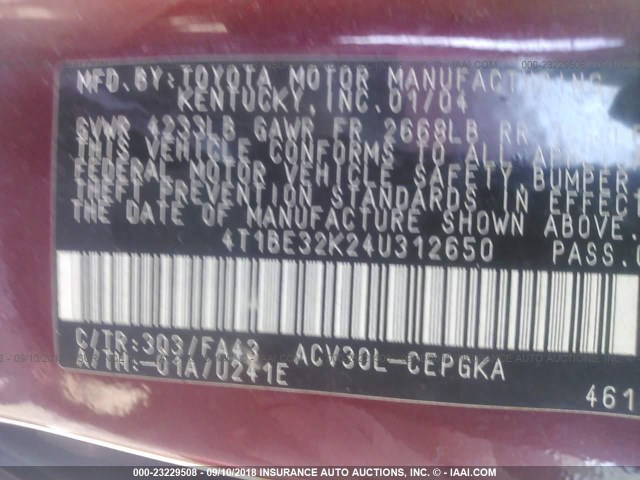 MFD. BY: TOYOTA MOTOR MANUFACTURING
KENTUCKY, INC. 01/04
GVWR 4233LB GAWR FR 2668LB RR
THIS VEHICLE CONFORMS TO ALL
FEDERAL MOTOR VEHICLE SAFETY, BUMPER
THEFT PREVENTION STANDARDS IN EFFECT
THE DATE OF MANUFACTURE SHOWN ABOVE.
4T1BE32K24U312650 PASS.
C/TR:3Q3/FA43 ACV30L-CEPGKA
A/TM:-01A/U241E
461
000-23229508 - 09/10/2018 INSURANCE AUTO AUCTIONS, INC. - IAAI.COM